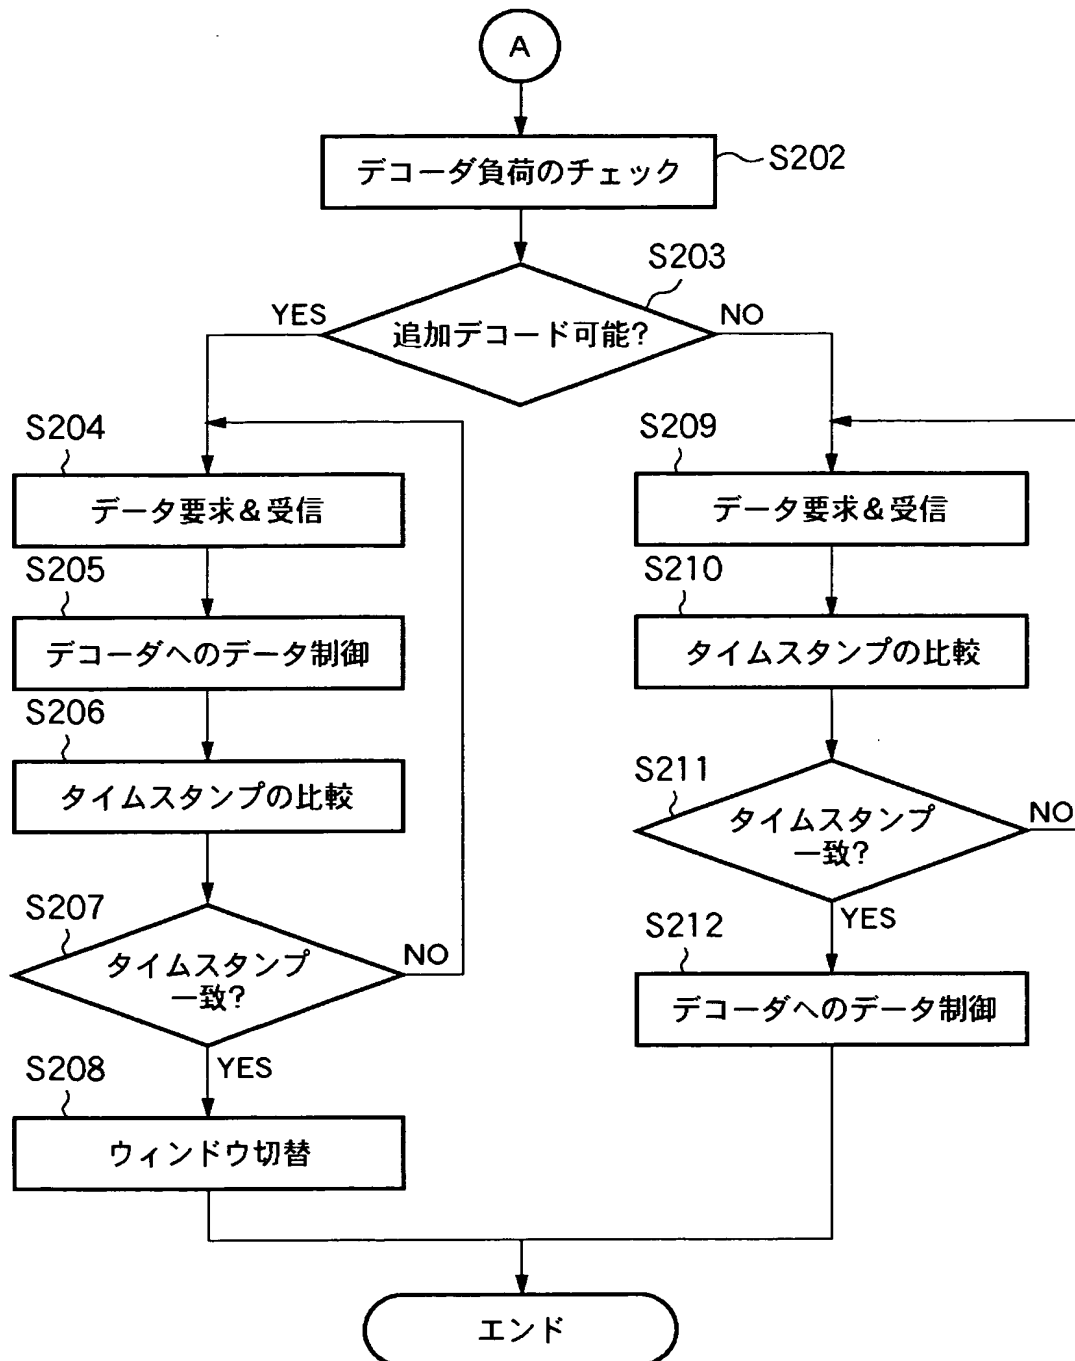 A
デコーダ負荷のチェック
S202
S203
追加デコード可能?
YES
NO
S204
データ要求&受信
S205
デコーダへのデータ制御
S206
タイムスタンプの比較
S207
タイムスタンプ
一致?
NO
YES
S208
ウィンドウ切替
S209
データ要求&受信
S210
タイムスタンプの比較
S211
タイムスタンプ
一致?
NO
YES
S212
デコーダへのデータ制御
エンド